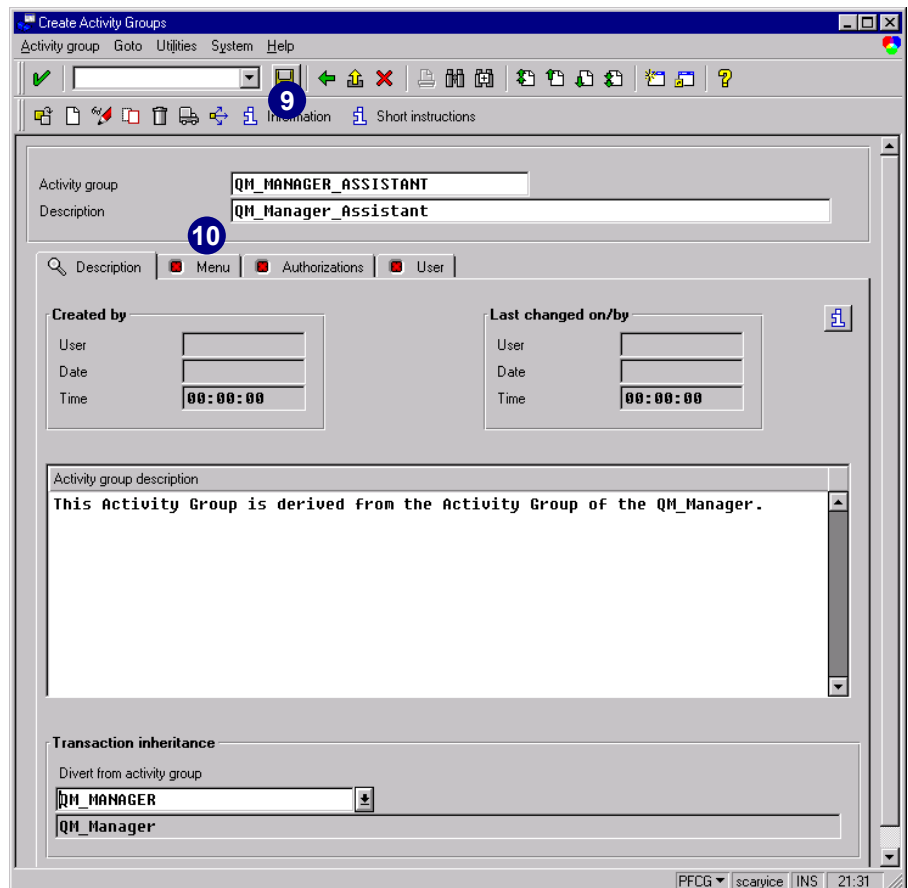 Create Activity Groups
Activity group Goto Utilities System Help
9
Information Short instructions
Activity group QM_MANAGER_ASSISTANT
Description QM_Manager_Assistant
10
Description Menu Authorizations User
Created by Last changed on/by
User User
Date Date
Time 00:00:00 Time 00:00:00
Activity group description
This Activity Group is derived from the Activity Group of the QM_Manager.
Transaction inheritance
Divert from activity group
QM_MANAGER
QM_Manager
PFCG scaryice INS 21:31